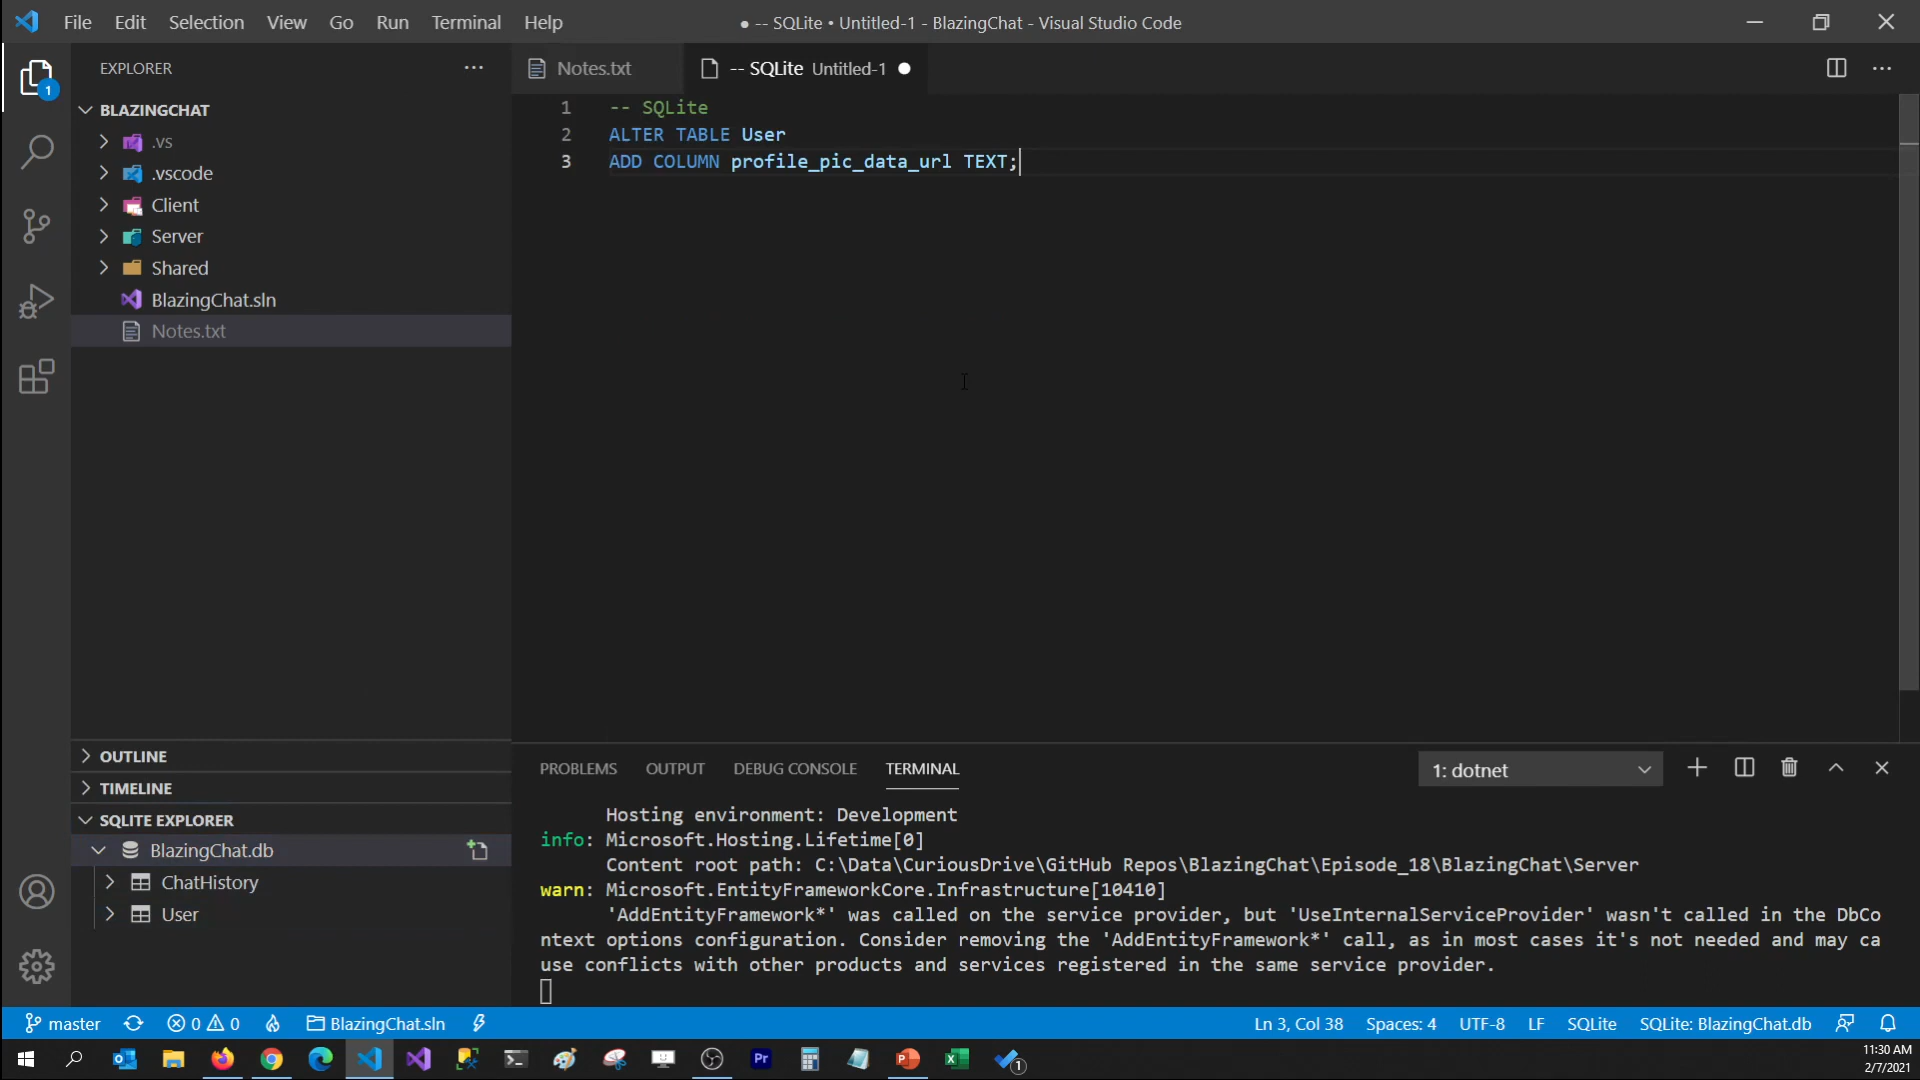 File Edit Selection View Go Run Terminal Help
● -- SQLite • Untitled-1 - BlazingChat - Visual Studio Code
EXPLORER
Notes.txt
-- SQLite Untitled-1
1
BLAZINGCHAT
.vs
.vscode
Client
Server
Shared
BlazingChat.sln
Notes.txt
1 -- SQLite
2 ALTER TABLE User
3 ADD COLUMN profile_pic_data_url TEXT;
OUTLINE
TIMELINE
SQLITE EXPLORER
BlazingChat.db
ChatHistory
User
PROBLEMS OUTPUT DEBUG CONSOLE TERMINAL
1: dotnet
Hosting environment: Development
info: Microsoft.Hosting.Lifetime[0]
Content root path: C:\Data\CuriousDrive\GitHub Repos\BlazingChat\Episode_18\BlazingChat\Server
warn: Microsoft.EntityFrameworkCore.Infrastructure[10410]
'AddEntityFramework*' was called on the service provider, but 'UseInternalServiceProvider' wasn't called in the DbCo
ntext options configuration. Consider removing the 'AddEntityFramework*' call, as in most cases it's not needed and may ca
use conflicts with other products and services registered in the same service provider.
master 0 0 BlazingChat.sln
Ln 3, Col 38 Spaces: 4 UTF-8 LF SQLite SQLite: BlazingChat.db
Pr
1
11:30 AM
2/7/2021